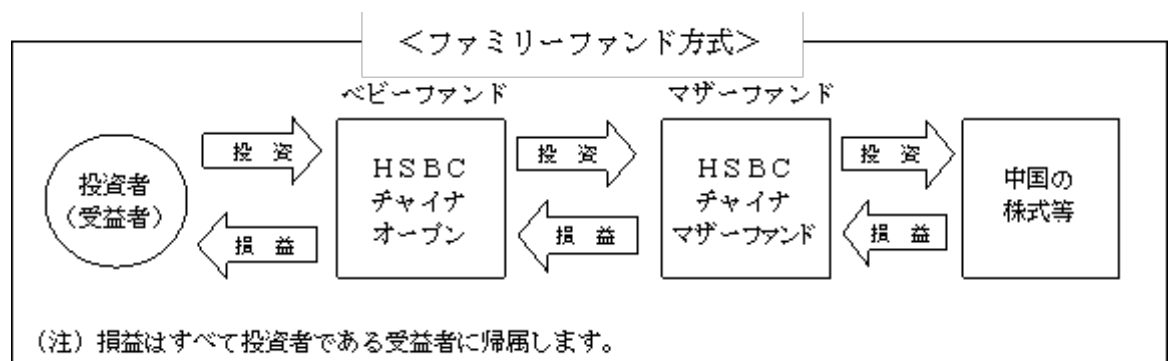 ＜ファミリーファンド方式＞
ベビーファンド
マザーファンド
投資者
（受益者）
投資
損益
ＨＳＢＣ
チャイナ
オープン
投資
損益
ＨＳＢＣ
チャイナ
マザーファンド
投資
損益
中国の
株式等
（注）損益はすべて投資者である受益者に帰属します。